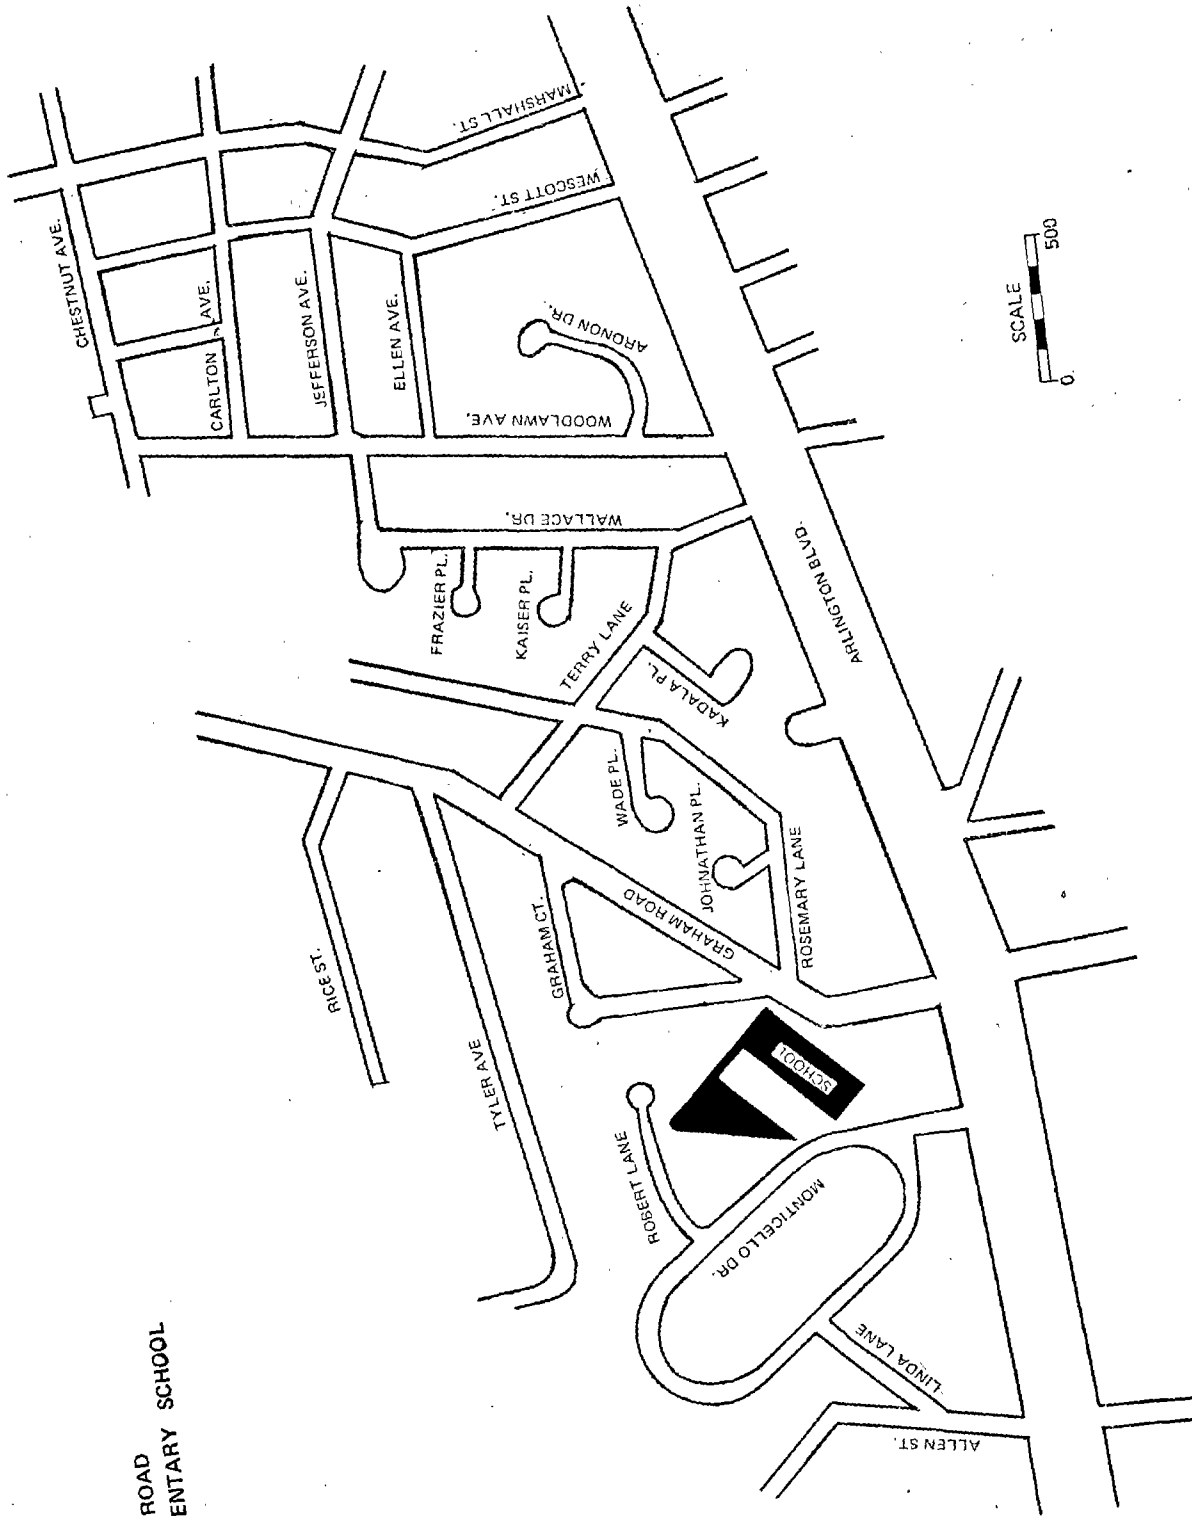 ROAD
ENTARY SCHOOL
CHESTNUT AVE.
CARLTON AVE.
JEFFERSON AVE.
ELLEN AVE.
MARSHALL ST.
WESCOTT ST.
ARDNON DR.
WOODLAWN AVE.
WALLACE DR.
FRAZIER PL.
KAISER PL.
TERRY LANE
KADALA PL.
ARLINGTON BLVD.
WADE PL.
JOHNATHAN PL.
ROSEMARY LANE
GRAHAM ROAD
GRAHAM CT.
RICE ST.
TYLER AVE
SCHOOL
ROBERT LANE
MONTICELLO DR.
LINDA LANE
ALLEN ST.
SCALE
0
500